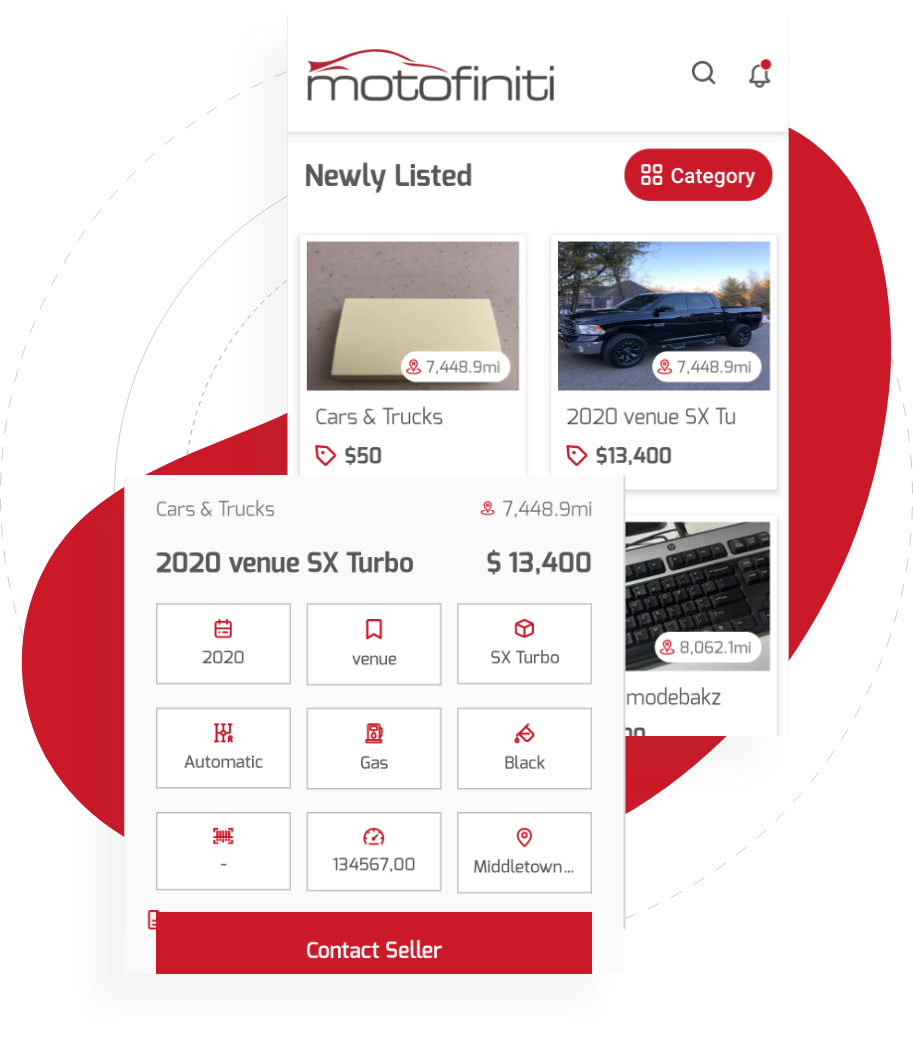 motofiniti
Newly Listed
Category
7,448.9mi
7,448.9mi
Cars & Trucks
2020 venue SX Tu
$50
$13,400
8,062.1mi
modebakz
Cars & Trucks
7,448.9mi
2020 venue SX Turbo
$ 13,400
2020
venue
SX Turbo
Automatic
Gas
Black
-
134567,00
Middletown...
Contact Seller